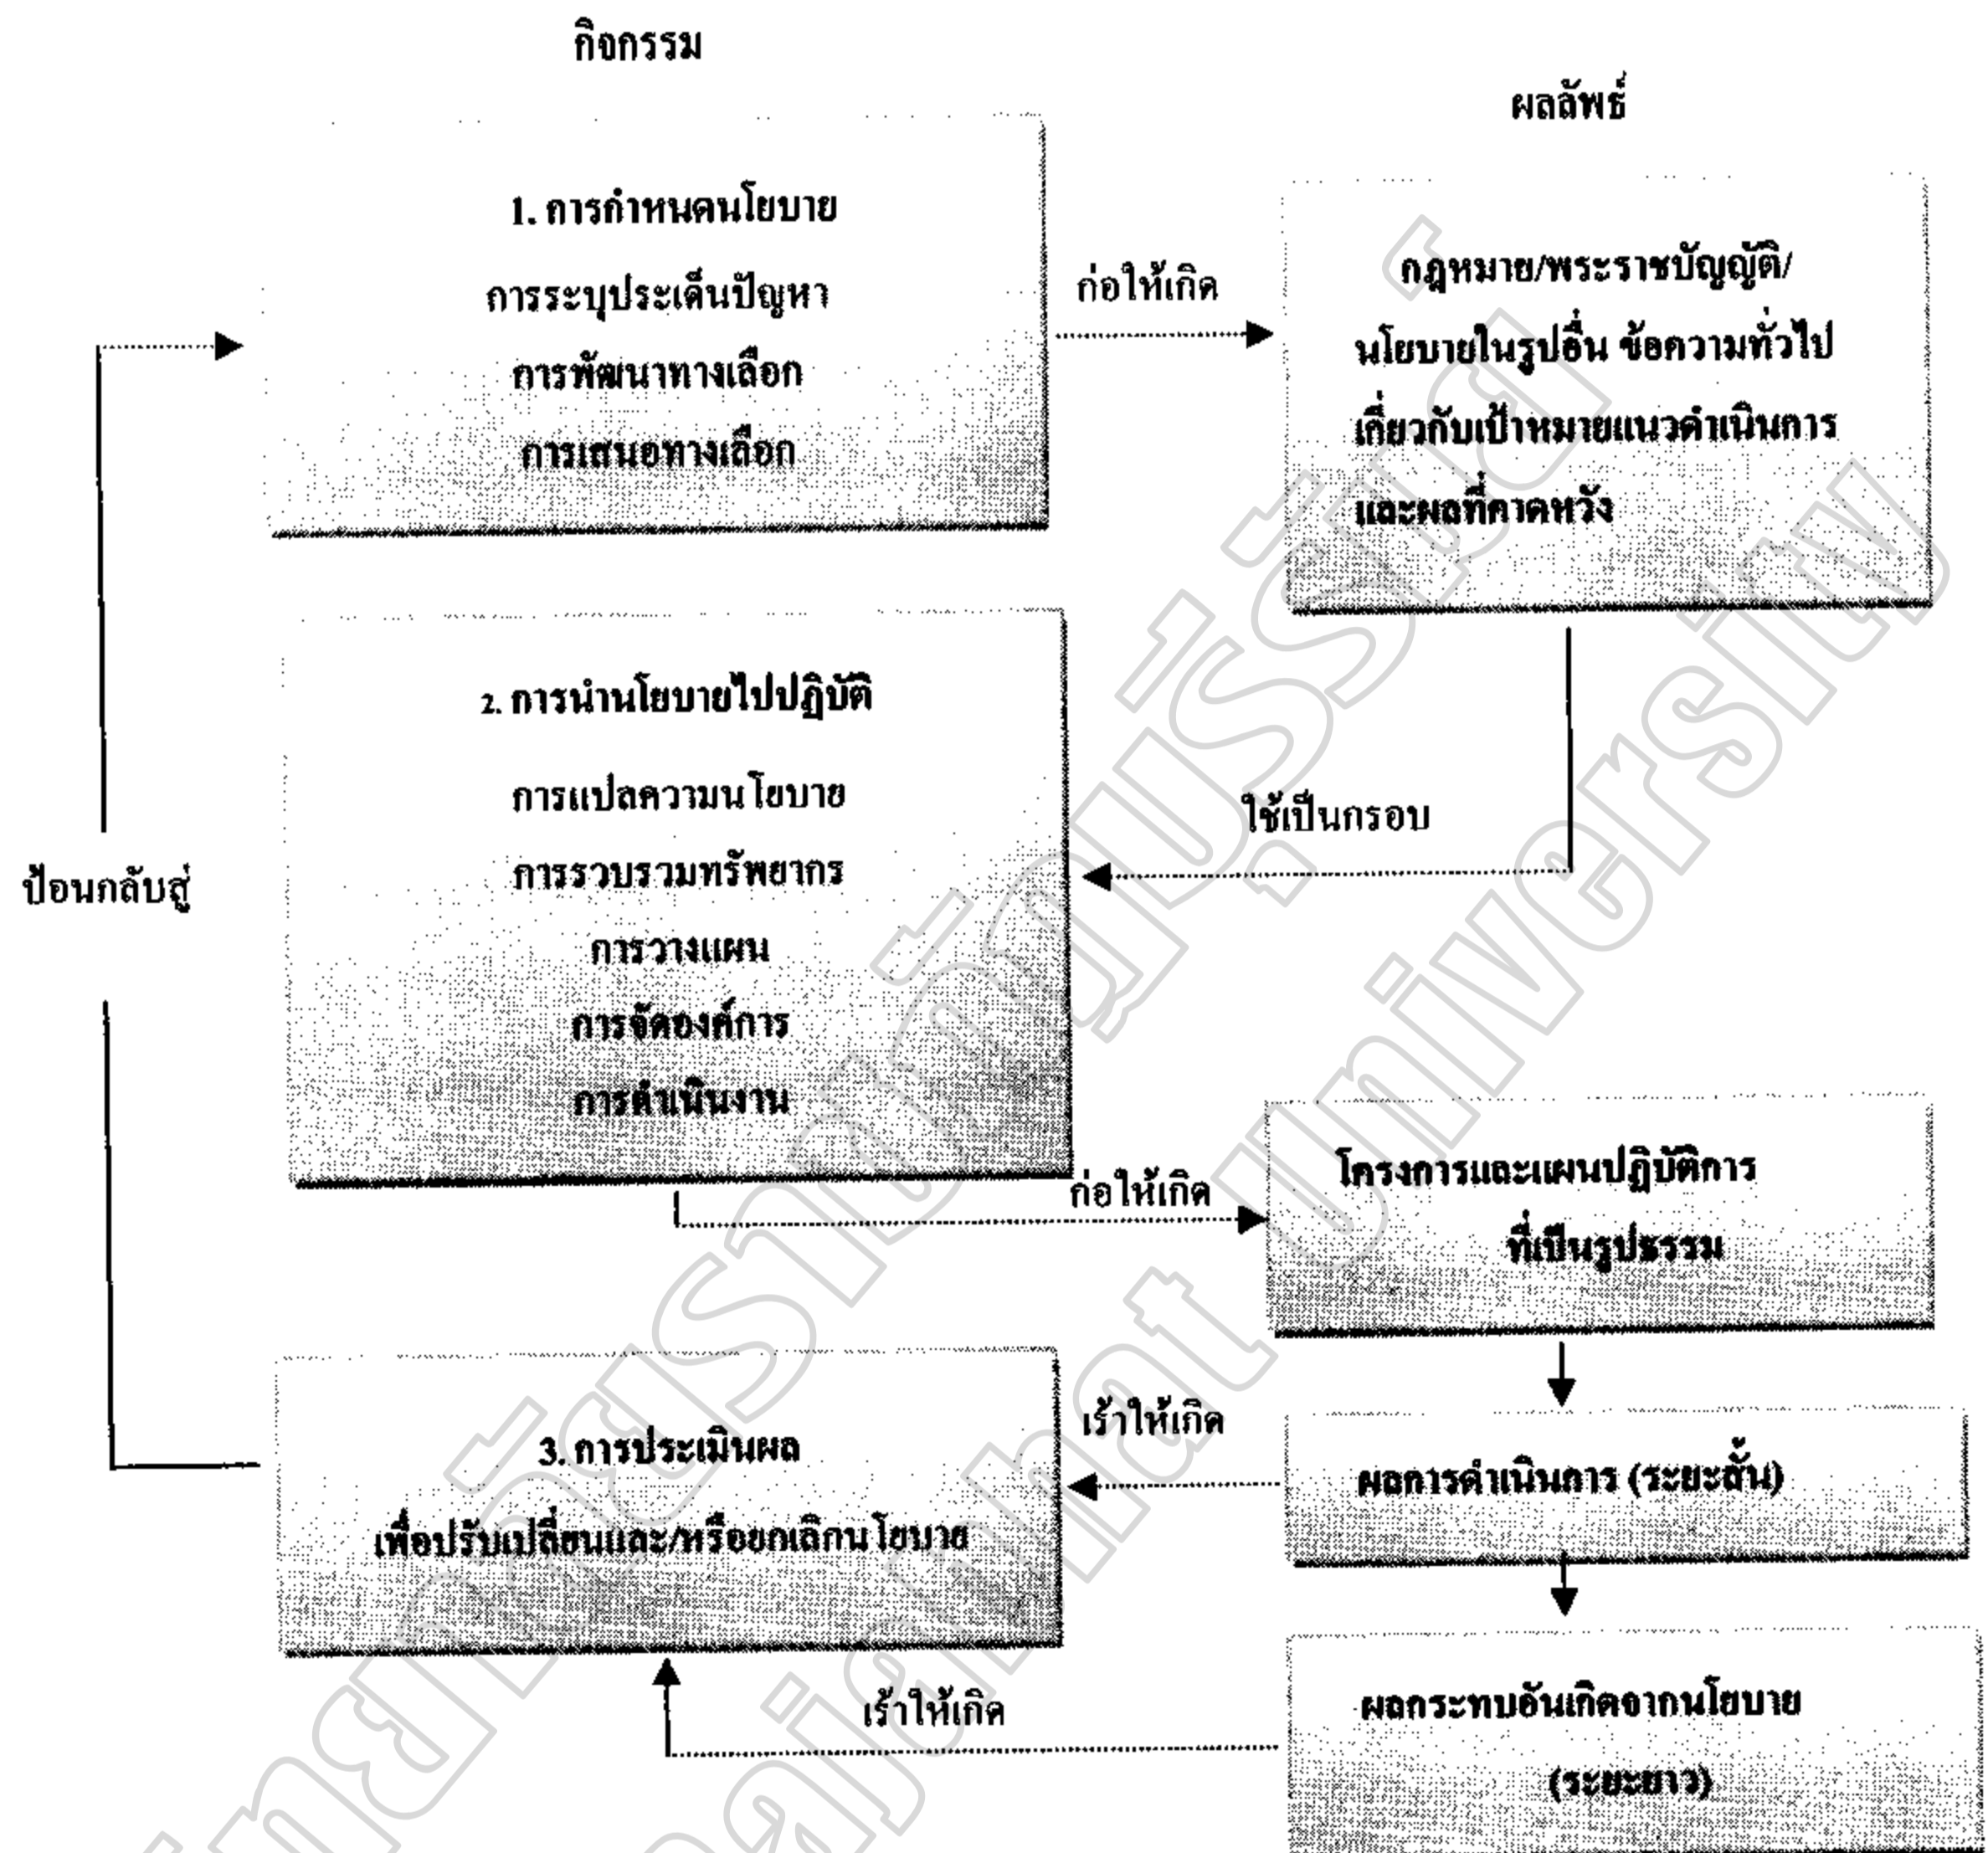 กิจกรรม
ผลลัพธ์
1. การกำหนดนโยบาย
การระบุประเด็นปัญหา
การพัฒนาทางเลือก
การเสนอทางเลือก
ก่อให้เกิด
กฎหมาย/พระราชบัญญัติ/
นโยบายในรูปอื่น ข้อความทั่วไป
เกี่ยวกับเป้าหมายแนวดำเนินการ
และผลที่คาดหวัง
2. การนำนโยบายไปปฏิบัติ
การแปลความนโยบาย
การรวบรวมทรัพยากร
การวางแผน
การจัดองค์การ
การดำเนินงาน
ใช้เป็นกรอบ
ป้อนกลับสู่
ก่อให้เกิด
โครงการและแผนปฏิบัติการ
ที่เป็นรูปธรรม
3. การประเมินผล
เพื่อปรับเปลี่ยนและ/หรือยกเลิกนโยบาย
เร้าให้เกิด
ผลการดำเนินการ (ระยะสั้น)
เร้าให้เกิด
ผลกระทบอันเกิดจากนโยบาย
(ระยะยาว)
University